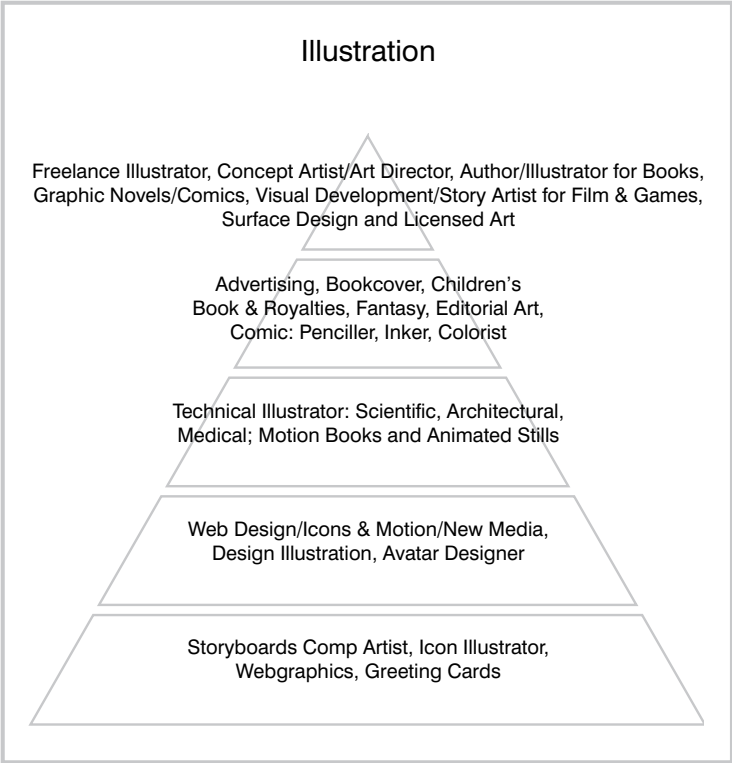 Illustration
Freelance Illustrator, Concept Artist/Art Director, Author/Illustrator for Books,
Graphic Novels/Comics, Visual Development/Story Artist for Film & Games,
Surface Design and Licensed Art
Advertising, Bookcover, Children’s
Book & Royalties, Fantasy, Editorial Art,
Comic: Penciller, Inker, Colorist
Technical Illustrator: Scientific, Architectural,
Medical; Motion Books and Animated Stills
Web Design/Icons & Motion/New Media,
Design Illustration, Avatar Designer
Storyboards Comp Artist, Icon Illustrator,
Webgraphics, Greeting Cards